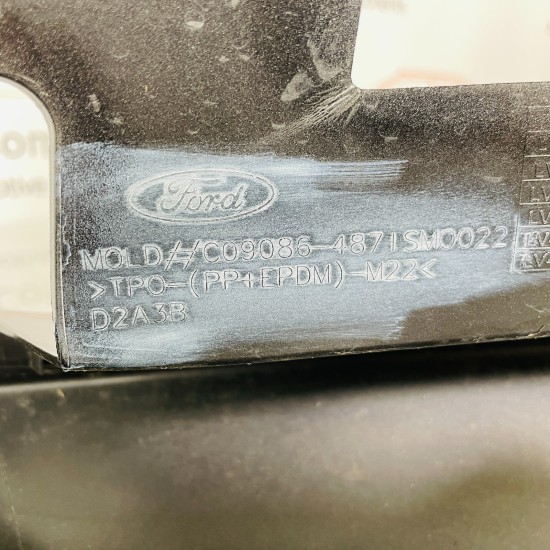 Ford
MOLD//C09086-4871SM0022
>TPO-(PP+EPDM)-M22<
D2A3B